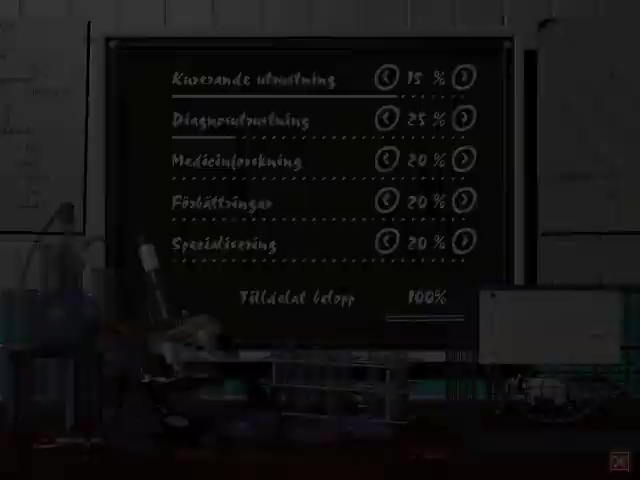 Kurerande utrustning 15 %
Diagnosutrustning 25 %
Medicinforskning 20 %
Förbättringar 20 %
Specialisering 20 %
Tilldelat belopp 100%